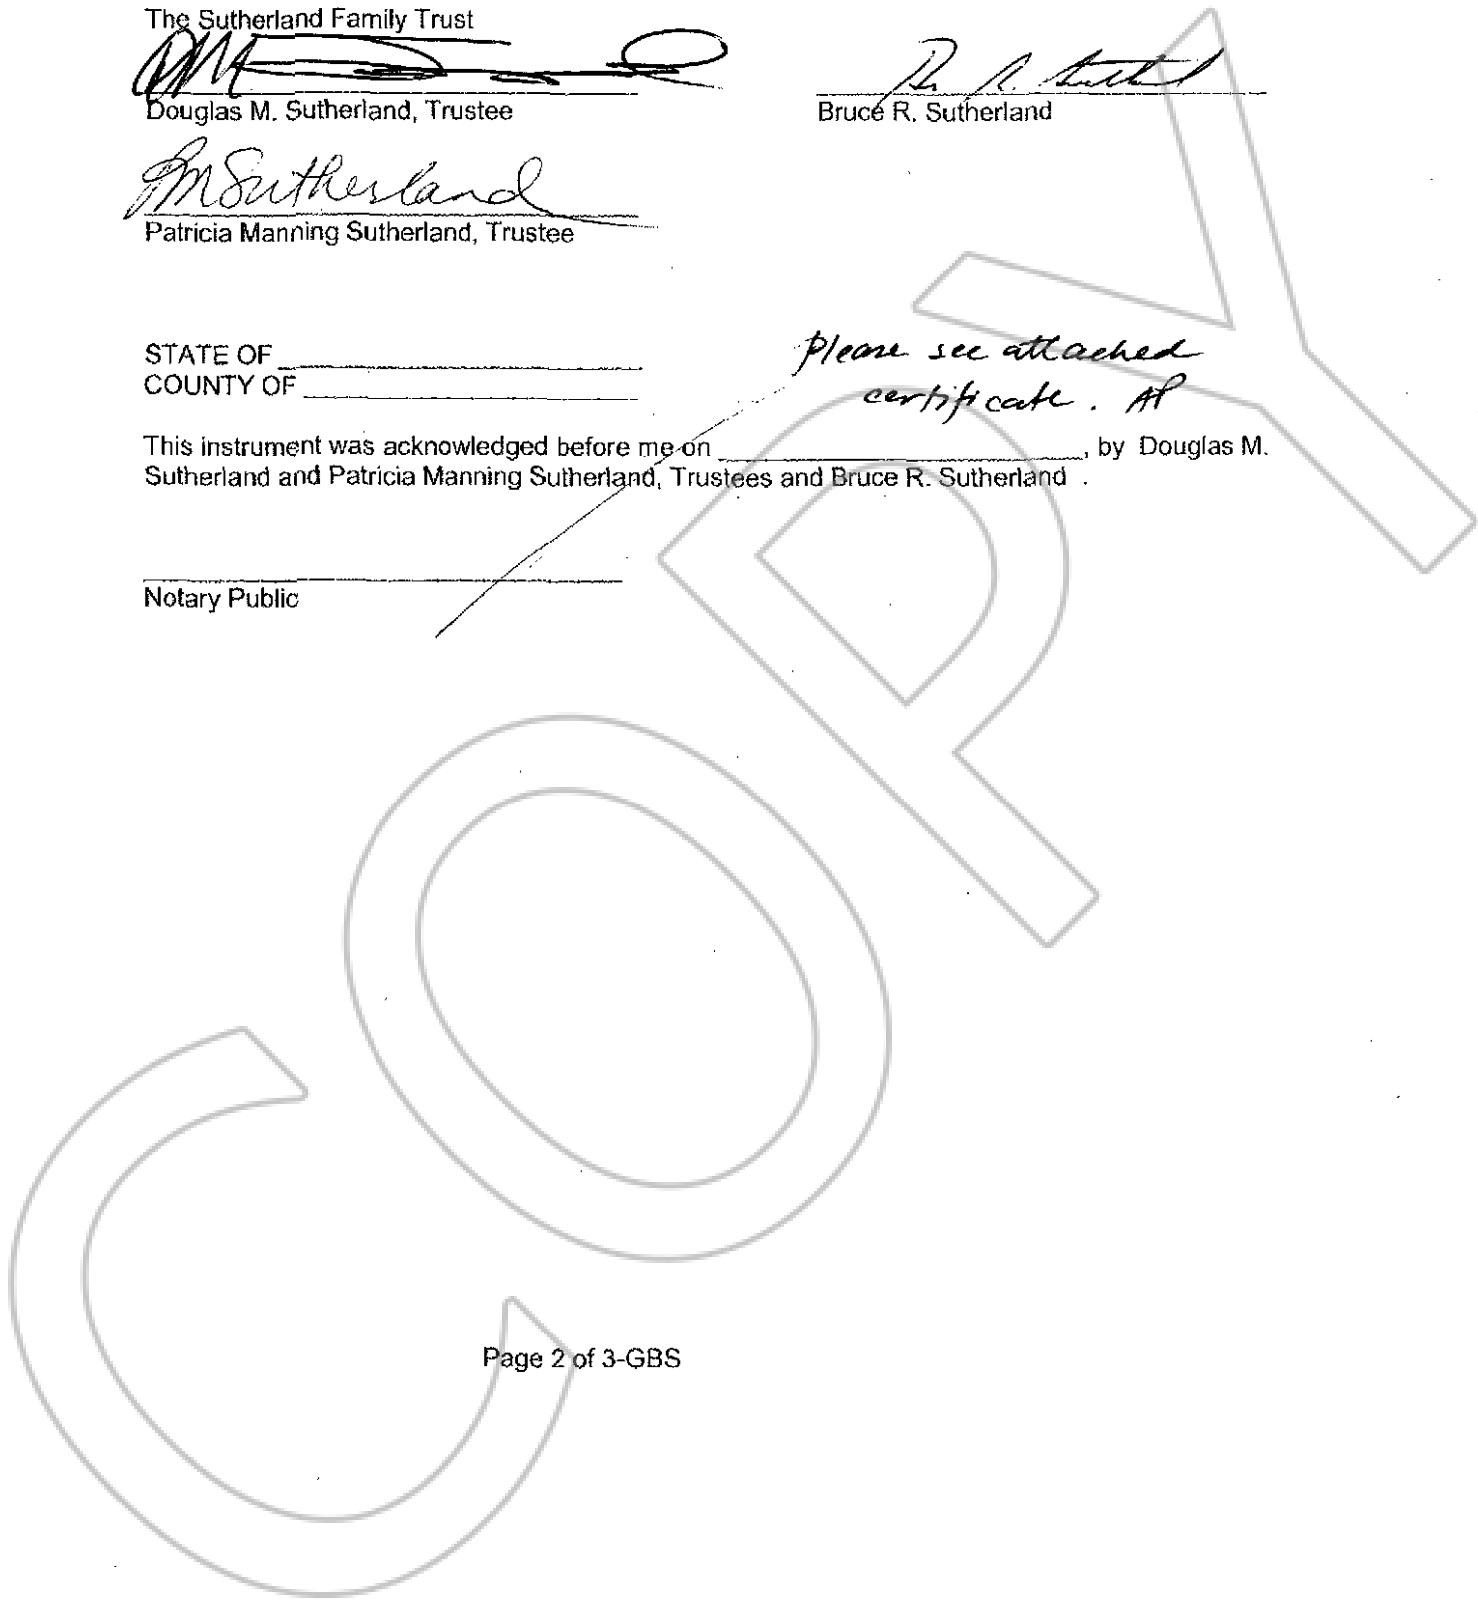 The Sutherland Family Trust
Douglas M. Sutherland, Trustee
Bruce R. Sutherland
PMSutherland
Patricia Manning Sutherland, Trustee
STATE OF
COUNTY OF
Please see attached
certificate. AP
This instrument was acknowledged before me on , by Douglas M.
Sutherland and Patricia Manning Sutherland, Trustees and Bruce R. Sutherland .
Notary Public
COPY
Page 2 of 3-GBS